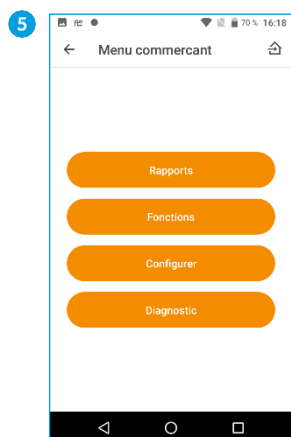 5
70 % 16:18
Menu commercant
Rapports
Fonctions
Configurer
Diagnostic